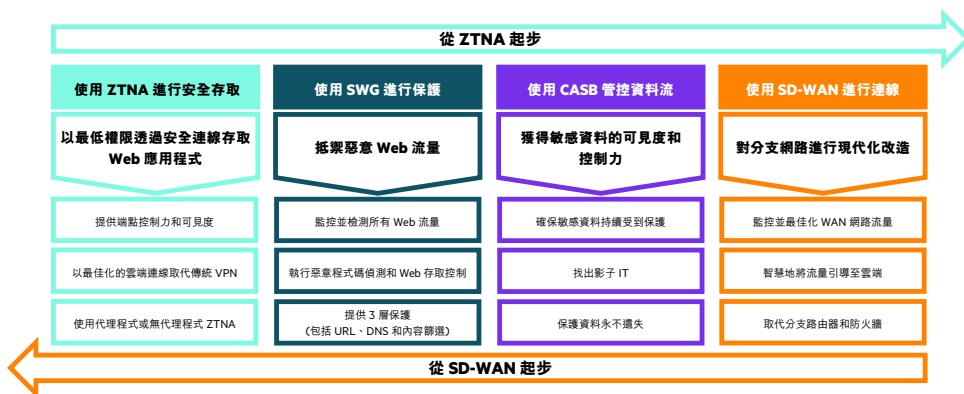 從 ZTNA 起步
使用 ZTNA 進行安全存取
以最低權限透過安全連線存取
Web 應用程式
提供端點控制力和可見度
以最佳化的雲端連線取代傳統 VPN
使用代理程式或無代理程式 ZTNA
使用 SWG 進行保護
抵禦惡意 Web 流量
監控並檢測所有 Web 流量
執行惡意程式碼偵測和 Web 存取控制
提供 3 層保護
(包括 URL、DNS 和內容篩選)
使用 CASB 管控資料流
獲得敏感資料的可見度和
控制力
確保敏感資料持續受到保護
找出影子 IT
保護資料永不遺失
使用 SD-WAN 進行連線
對分支網路進行現代化改造
監控並最佳化 WAN 網路流量
智慧地將流量引導至雲端
取代分支路由器和防火牆
從 SD-WAN 起步